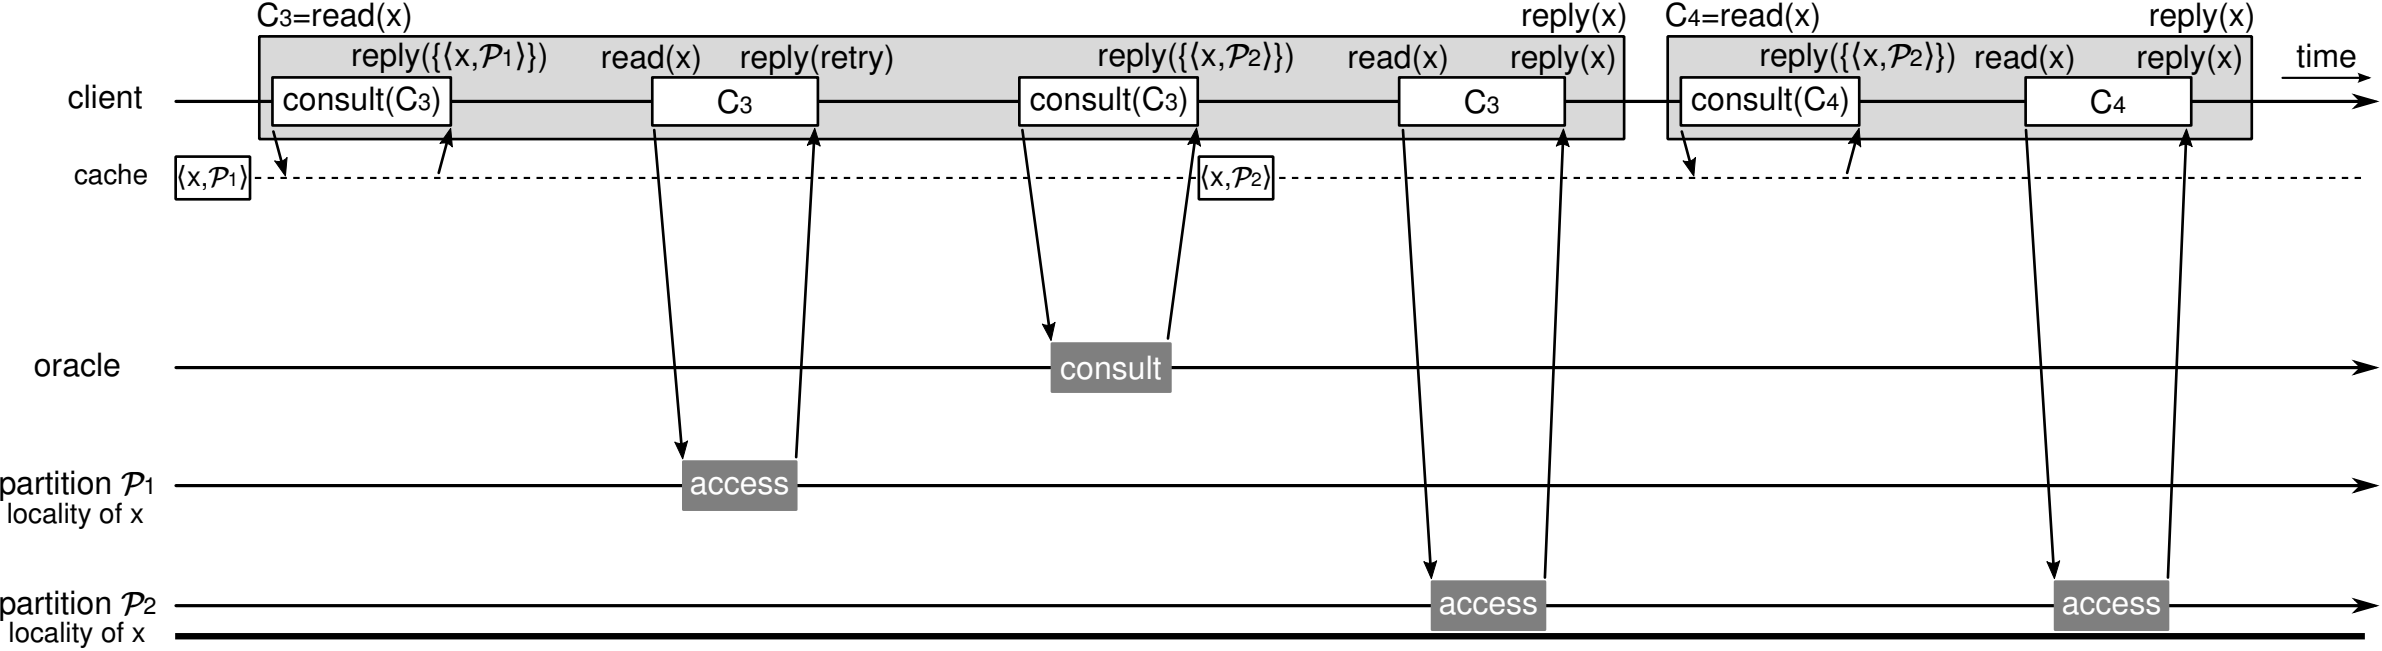 C3=read(x) reply(x) C4=read(x) reply(x)
reply({⟨x,𝒫1⟩}) read(x) reply(retry) reply({⟨x,𝒫2⟩}) read(x) reply(x) reply({⟨x,𝒫2⟩}) read(x) reply(x) time
client consult(C3) C3 consult(C3) C3 consult(C4) C4
cache ⟨x,𝒫1⟩ ⟨x,𝒫2⟩
oracle consult
partition 𝒫1 access
locality of x
partition 𝒫2 access access
locality of x